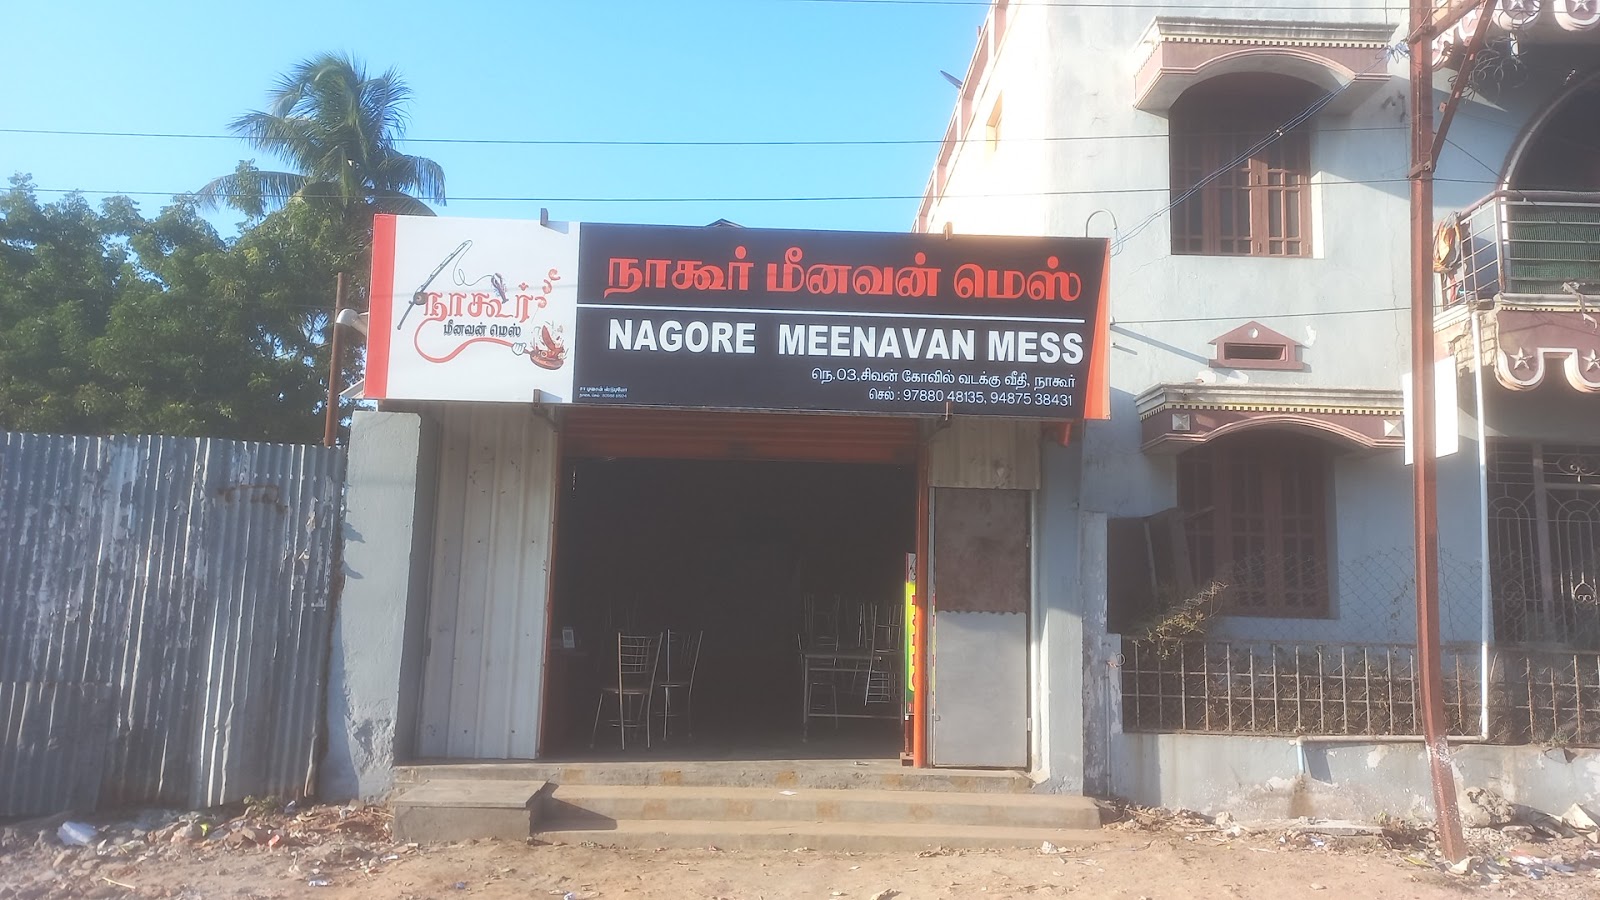 நாகூர்
மீனவன் மெஸ்
நாகூர் மீனவன் மெஸ்
NAGORE MEENAVAN MESS
நெ.03,சிவன் கோவில் வடக்கு வீதி, நாகூர்
செல் : 97880 48135, 94875 38431